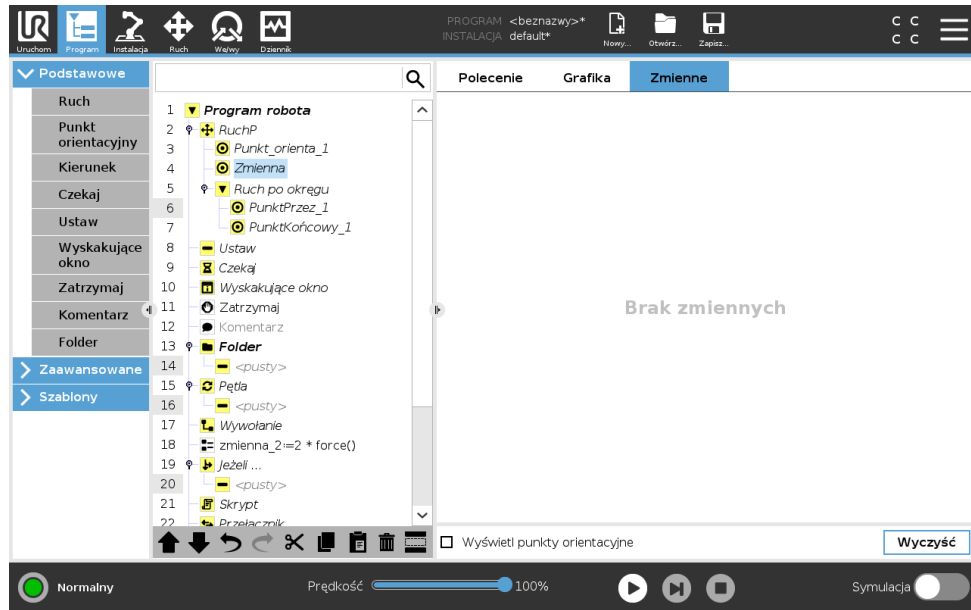 PROGRAM <beznazwy>*
INSTALACJA default*
Uruchom Program Instalacja Ruch We/wy Dziennik Nowy... Otwórz... Zapisz...
C C
C C
Podstawowe
Ruch
Punkt
orientacyjny
Kierunek
Czekaj
Ustaw
Wyskakujące
okno
Zatrzymaj
Komentarz
Folder
Zaawansowane
Szablony
1 Program robota
2 RuchP
3 Punkt_orienta_1
4 Zmienna
5 Ruch po okręgu
6 PunktPrzez_1
7 PunktKońcowy_1
8 Ustaw
9 Czekaj
10 Wyskakujące okno
11 Zatrzymaj
12 Komentarz
13 Folder
14 <pusty>
15 Pętla
16 <pusty>
17 Wywołanie
18 zmienna_2:=2 * force()
19 Jeżeli ...
20 <pusty>
21 Skrypt
22 Przełącznik
Polecenie Grafika Zmienne
Brak zmiennych
Wyświetl punkty orientacyjne
Wyczyść
Normalny
Prędkość 100%
Symulacja